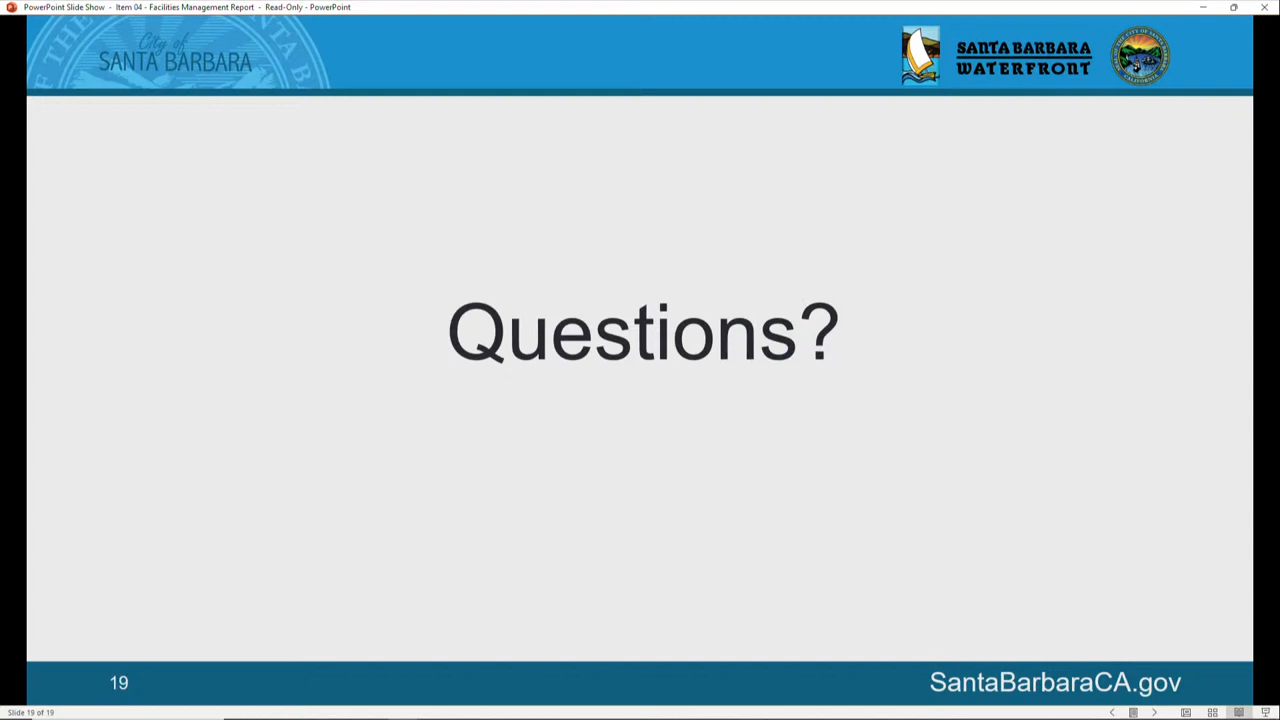 PowerPoint Slide Show - Item 04 - Facilities Management Report - Read-Only - PowerPoint
City of
SANTA BARBARA
SANTA BARBARA
WATERFRONT
Questions?
19
SantaBarbaraCA.gov
Slide 19 of 19